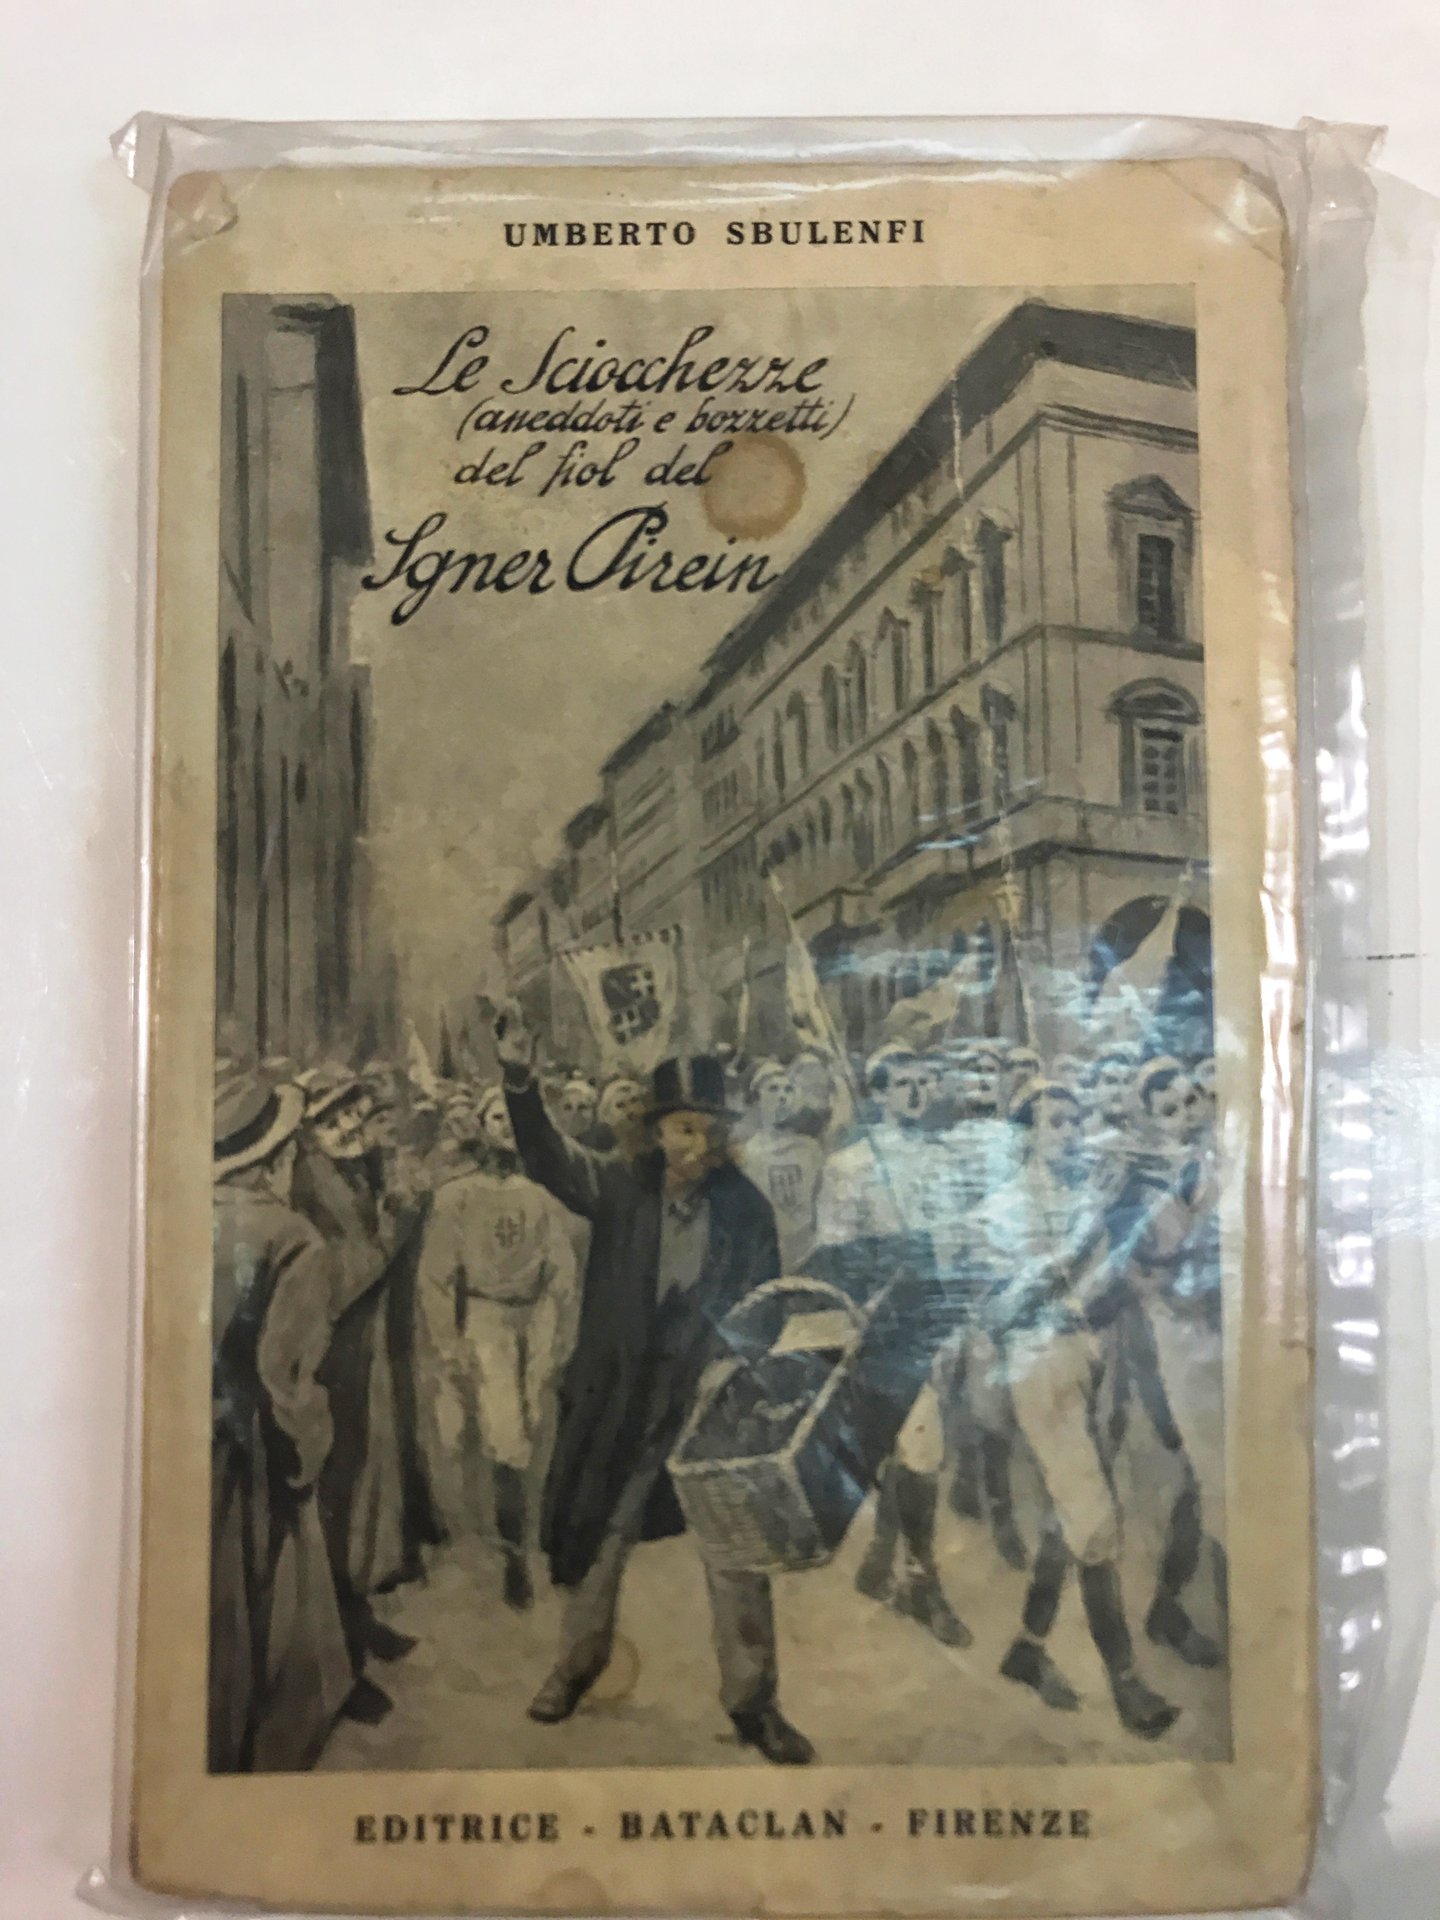 UMBERTO SBULENFI
Le Sciocchezze
(aneddoti e bozzetti)
del fiol del
Sgner Pirein
EDITRICE - BATACLAN - FIRENZE